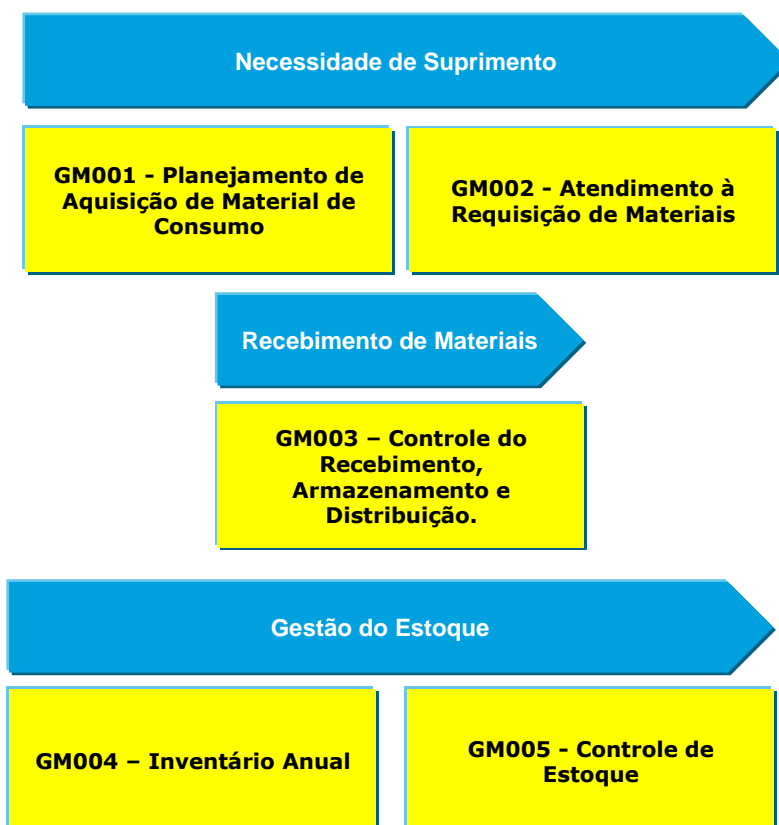 Necessidade de Suprimento
GM001 - Planejamento de
Aquisição de Material de
Consumo
GM002 - Atendimento à
Requisição de Materiais
Recebimento de Materiais
GM003 – Controle do
Recebimento,
Armazenamento e
Distribuição.
Gestão do Estoque
GM004 – Inventário Anual
GM005 - Controle de
Estoque